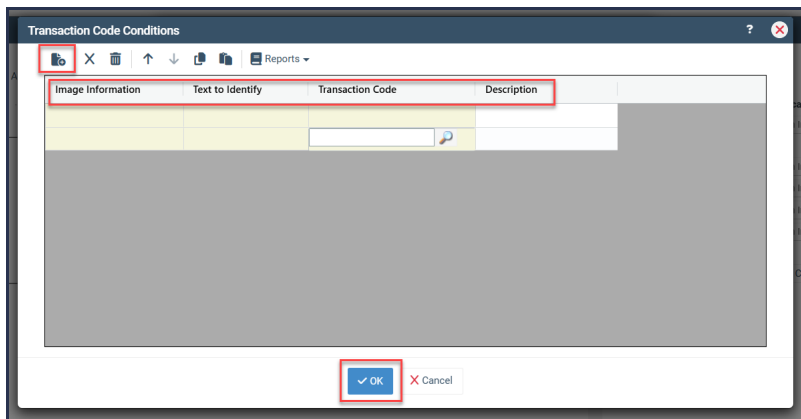 Transaction Code Conditions ?
Reports
Image Information Text to Identify Transaction Code Description
OK Cancel